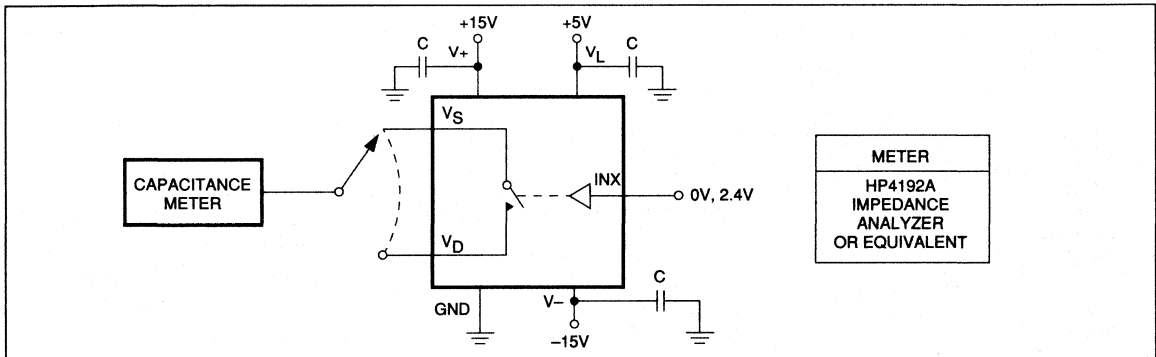 +15V
+5V
C
V+
VL
C
VS
CAPACITANCE
METER
INX
0V, 2.4V
VD
METER
HP4192A
IMPEDANCE
ANALYZER
OR EQUIVALENT
GND
V–
C
–15V